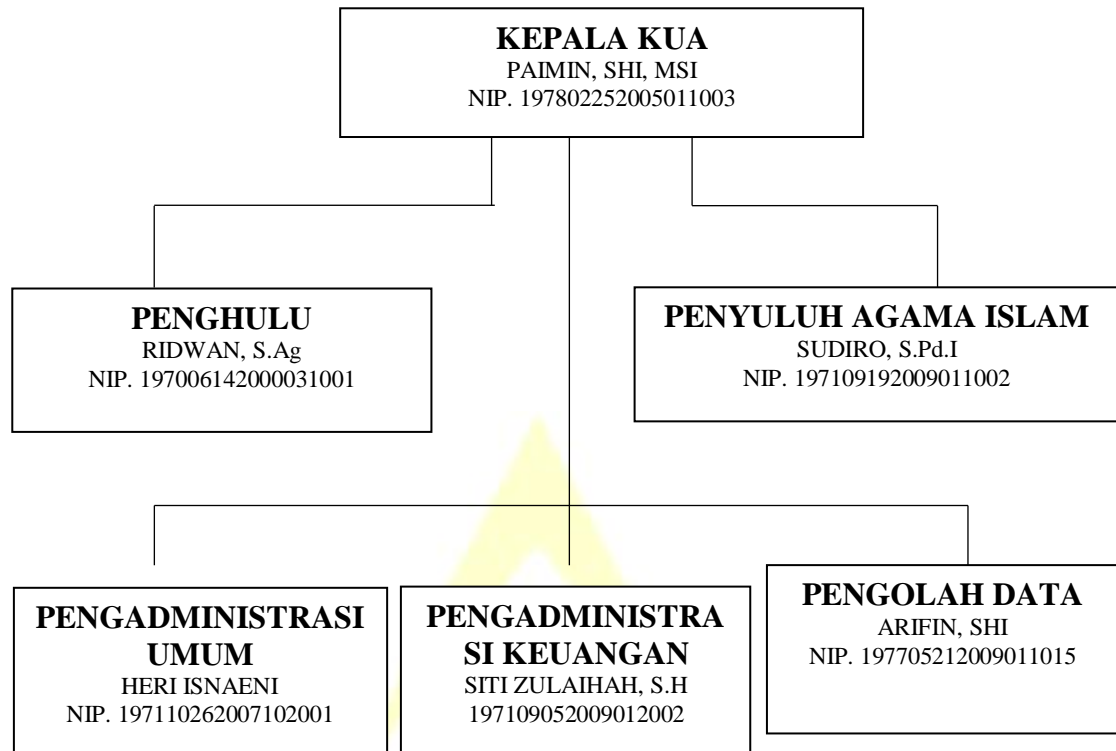 KEPALA KUA
PAIMIN, SHI, MSI
NIP. 197802252005011003
PENGHULU
RIDWAN, S.Ag
NIP. 197006142000031001
PENYULUH AGAMA ISLAM
SUDIRO, S.Pd.I
NIP. 197109192009011002
PENGADMINISTRASI
UMUM
HERI ISNAENI
NIP. 197110262007102001
PENGADMINISTRA
SI KEUANGAN
SITI ZULAIHAH, S.H
197109052009012002
PENGOLAH DATA
ARIFIN, SHI
NIP. 197705212009011015